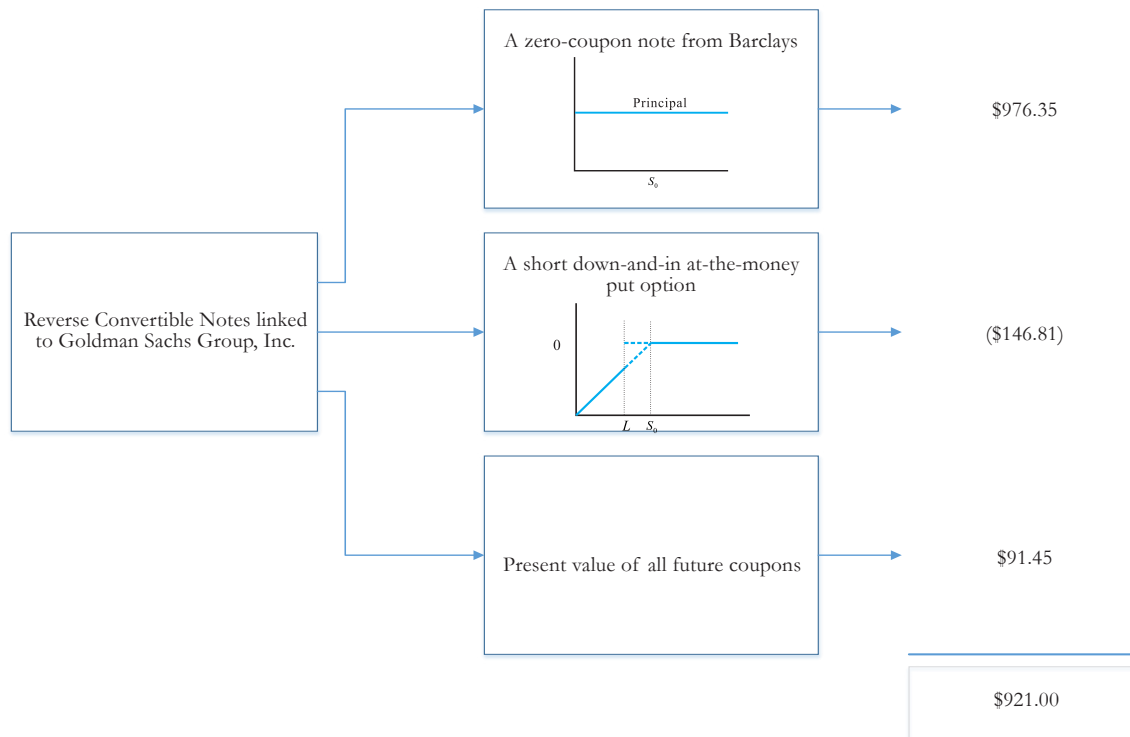 A zero-coupon note from Barclays
Principal
S₀
$976.35
Reverse Convertible Notes linked
to Goldman Sachs Group, Inc.
A short down-and-in at-the-money
put option
0
L S₀
($146.81)
Present value of all future coupons
$91.45
$921.00